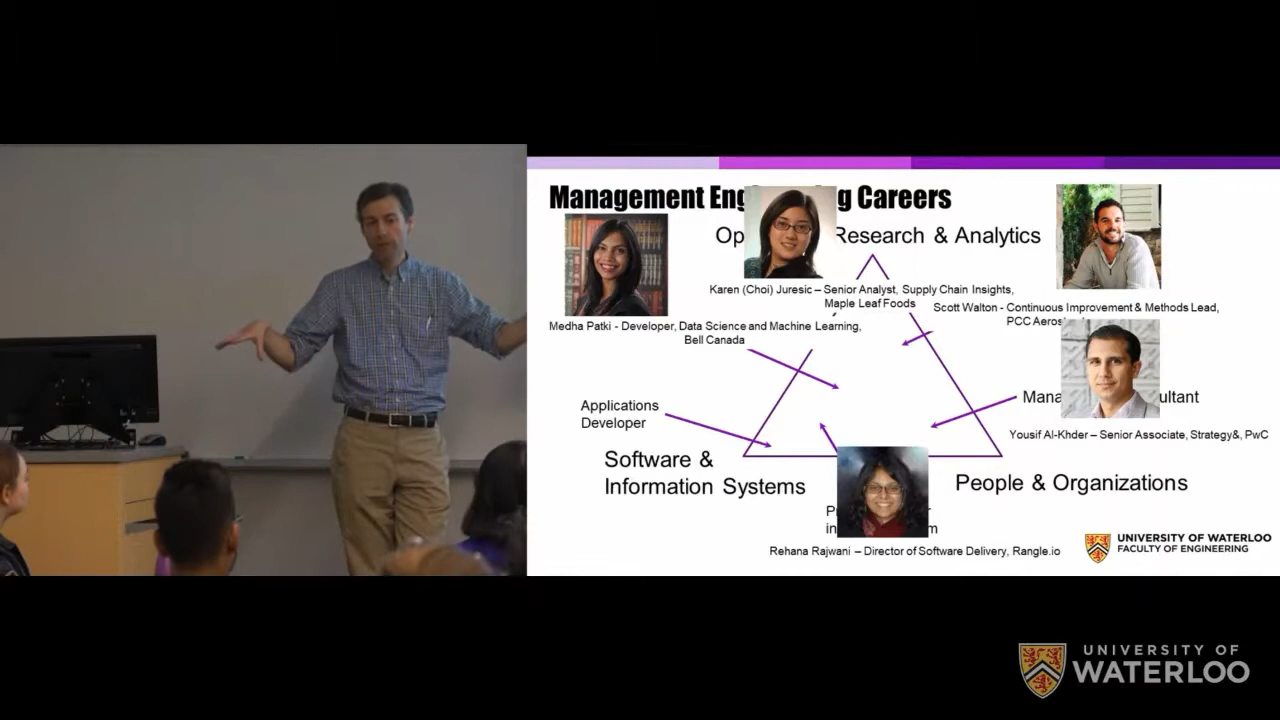 Management Eng g Careers
Op Research & Analytics
Karen (Choi) Juresic – Senior Analyst, Supply Chain Insights,
Maple Leaf Foods
Scott Walton - Continuous Improvement & Methods Lead,
PCC
Medha Patki - Developer, Data Science and Machine Learning,
Bell Canada
Applications
Developer
Mana ultant
Yousif Al-Khder – Senior Associate, Strategy&, PwC
Software &
Information Systems
People & Organizations
Rehana Rajwani – Director of Software Delivery, Rangle.io
UNIVERSITY OF WATERLOO
FACULTY OF ENGINEERING
UNIVERSITY OF
WATERLOO